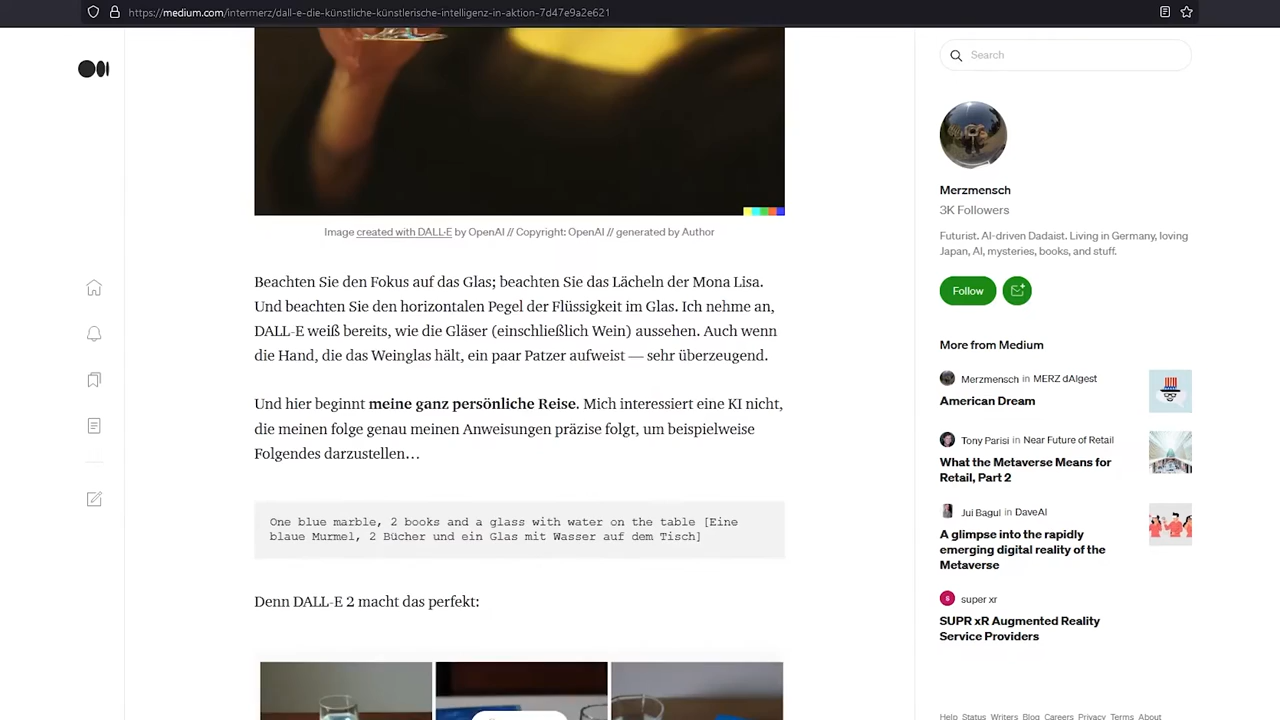 https://medium.com/intermerz/dall-e-die-künstliche-künstlerische-intelligenz-in-aktion-7d47e9a2e621
Image created with DALL·E by OpenAI // Copyright: OpenAI // generated by Author
Beachten Sie den Fokus auf das Glas; beachten Sie das Lächeln der Mona Lisa.
Und beachten Sie den horizontalen Pegel der Flüssigkeit im Glas. Ich nehme an,
DALL-E weiß bereits, wie die Gläser (einschließlich Wein) aussehen. Auch wenn
die Hand, die das Weinglas hält, ein paar Patzer aufweist — sehr überzeugend.
Und hier beginnt meine ganz persönliche Reise. Mich interessiert eine KI nicht,
die meinen folge genau meinen Anweisungen präzise folgt, um beispielweise
Folgendes darzustellen…
One blue marble, 2 books and a glass with water on the table [Eine
blaue Murmel, 2 Bücher und ein Glas mit Wasser auf dem Tisch]
Denn DALL-E 2 macht das perfekt:
Search
Merzmensch
3K Followers
Futurist. AI-driven Dadaist. Living in Germany, loving
Japan, AI, mysteries, books, and stuff.
Follow
More from Medium
Merzmensch in MERZ dAIgest
American Dream
Tony Parisi in Near Future of Retail
What the Metaverse Means for
Retail, Part 2
Jui Bagul in DaveAI
A glimpse into the rapidly
emerging digital reality of the
Metaverse
s super xr
SUPR xR Augmented Reality
Service Providers
Help Status Writers Blog Careers Privacy Terms About